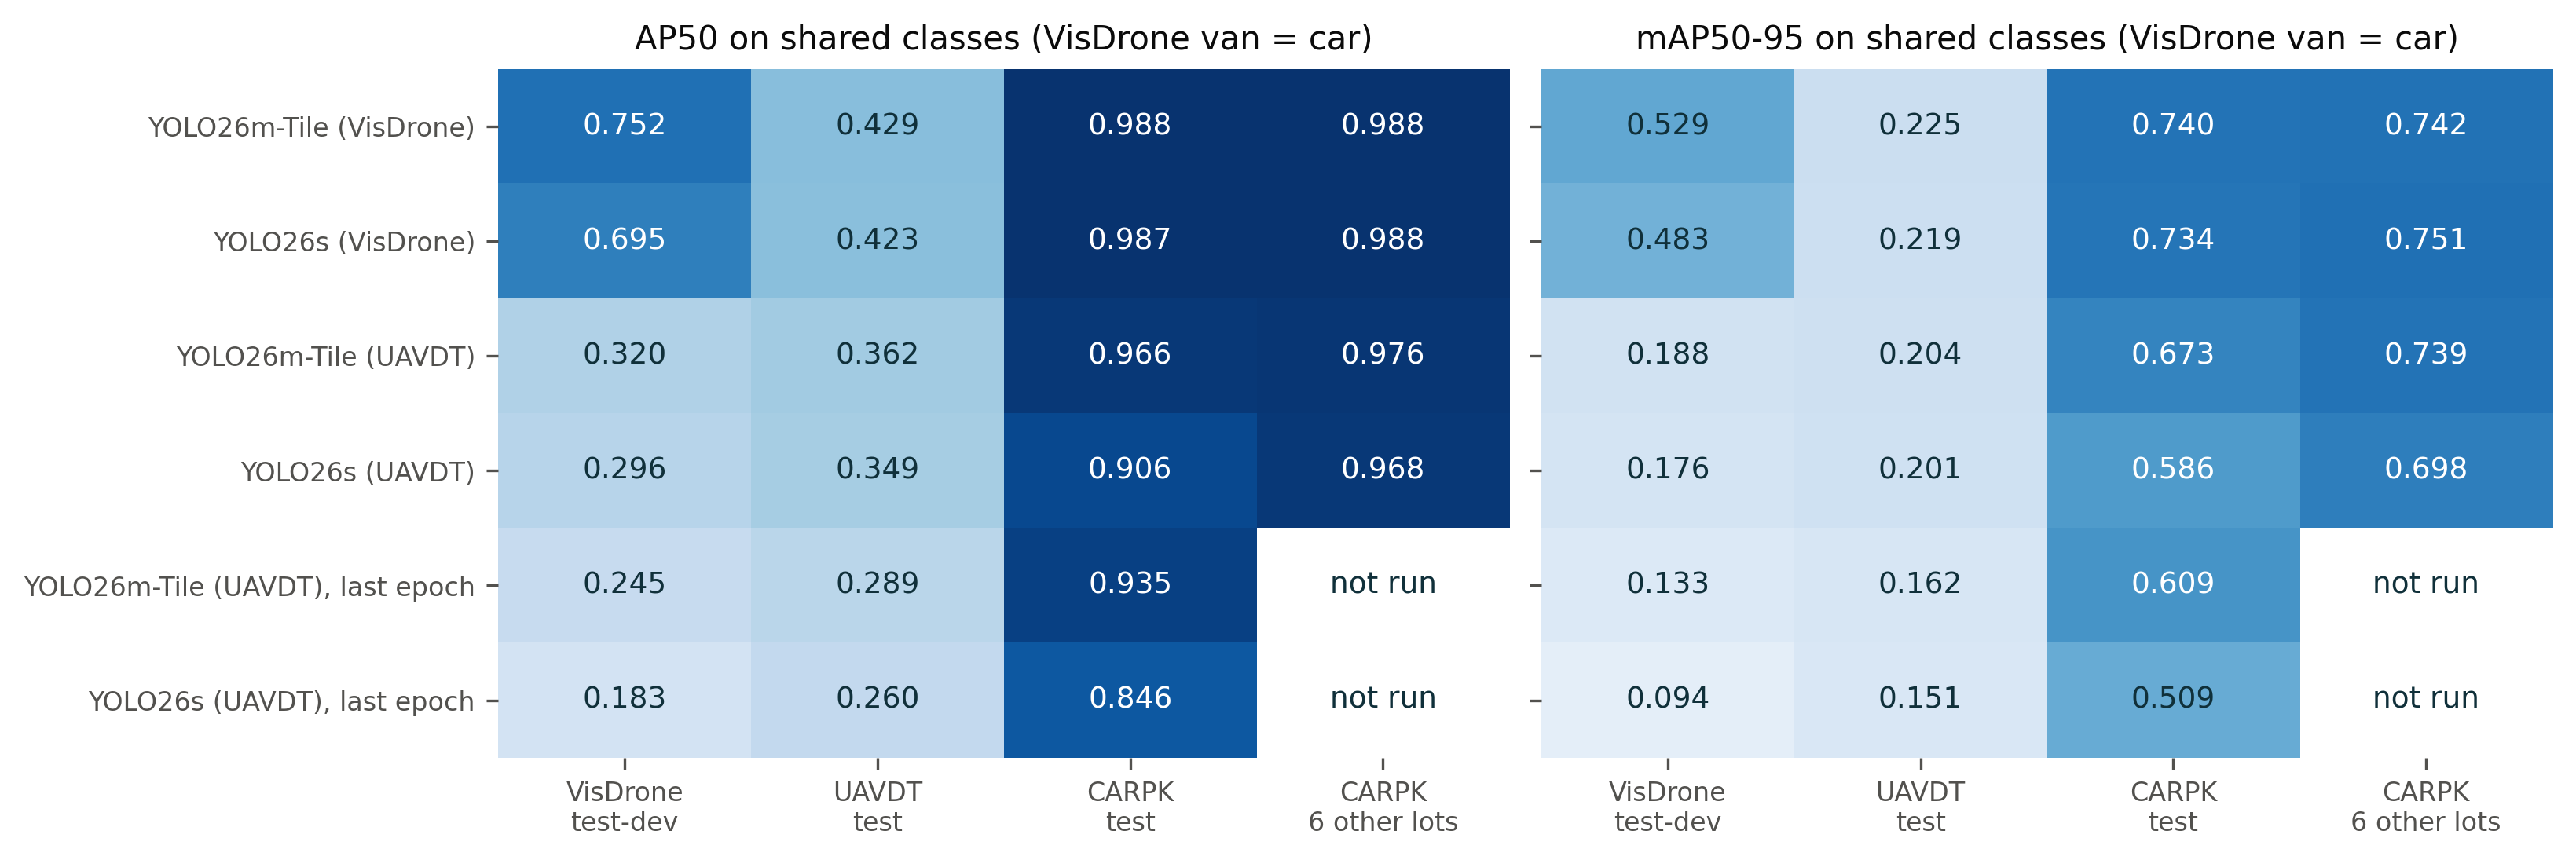 AP50 on shared classes (VisDrone van = car)
mAP50-95 on shared classes (VisDrone van = car)
YOLO26m-Tile (VisDrone) 0.752 0.429 0.988 0.988 0.529 0.225 0.740 0.742
YOLO26s (VisDrone) 0.695 0.423 0.987 0.988 0.483 0.219 0.734 0.751
YOLO26m-Tile (UAVDT) 0.320 0.362 0.966 0.976 0.188 0.204 0.673 0.739
YOLO26s (UAVDT) 0.296 0.349 0.906 0.968 0.176 0.201 0.586 0.698
YOLO26m-Tile (UAVDT), last epoch 0.245 0.289 0.935 not run 0.133 0.162 0.609 not run
YOLO26s (UAVDT), last epoch 0.183 0.260 0.846 not run 0.094 0.151 0.509 not run
VisDrone UAVDT CARPK CARPK VisDrone UAVDT CARPK CARPK
test-dev test test 6 other lots test-dev test test 6 other lots